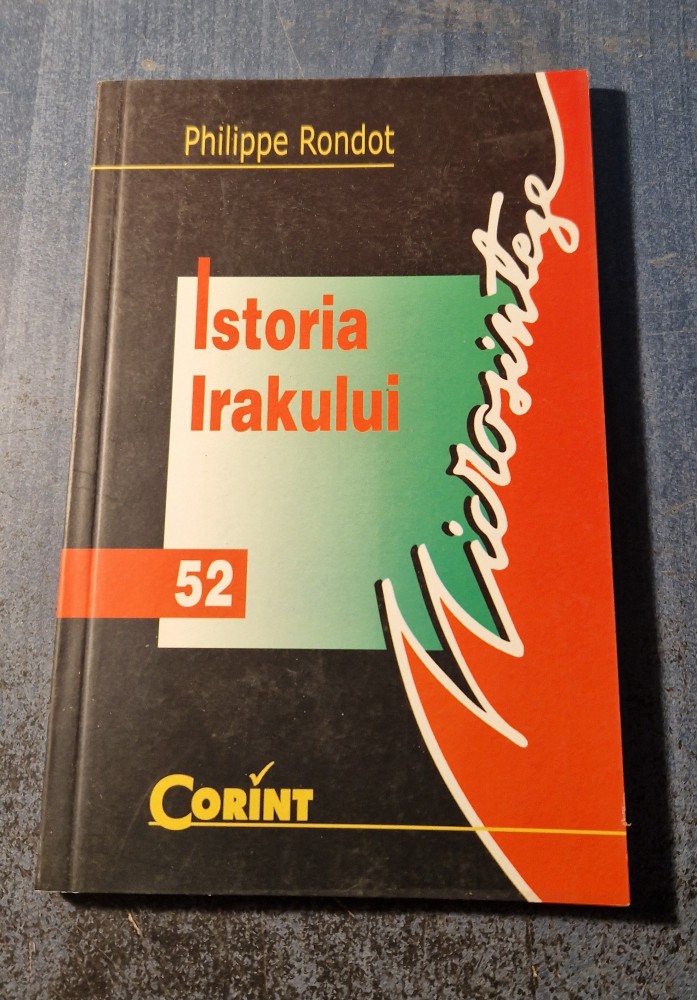 Philippe Rondot
Istoria
Irakului
Microsinteze
52
CORINT